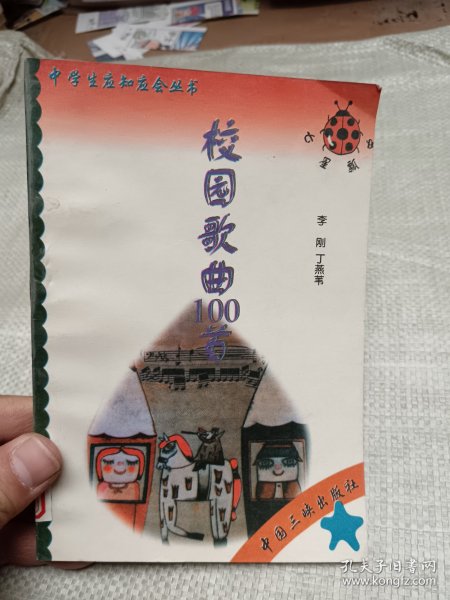 中学生应知应会丛书
校园歌曲100首
李刚 丁燕苇
中国三峡出版社
孔夫子旧书网
www.kongfz.com